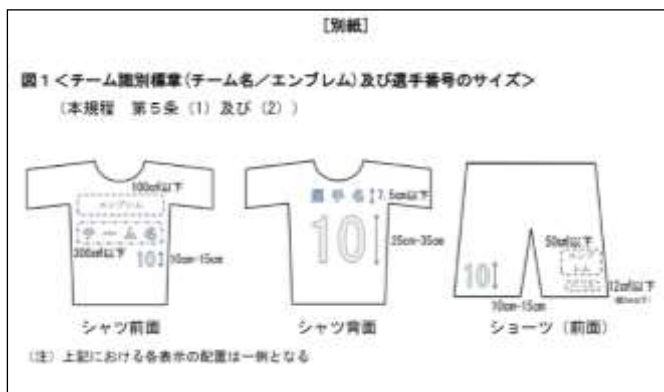 [別紙]
図1<チーム識別標章(チーム名/エンブレム)及び選手番号のサイズ>
(本規程 第5条(1)及び(2))
100㎠以下
エンブレム
チーム名
300㎠以下
10
10㎝-15㎝
シャツ前面
選手名
7.5㎝以下
10
25㎝-35㎝
シャツ背面
50㎠以下
10
10㎝-15㎝
12㎠以下
ショーツ(前面)
(注)上記における各表示の配置は一例となる